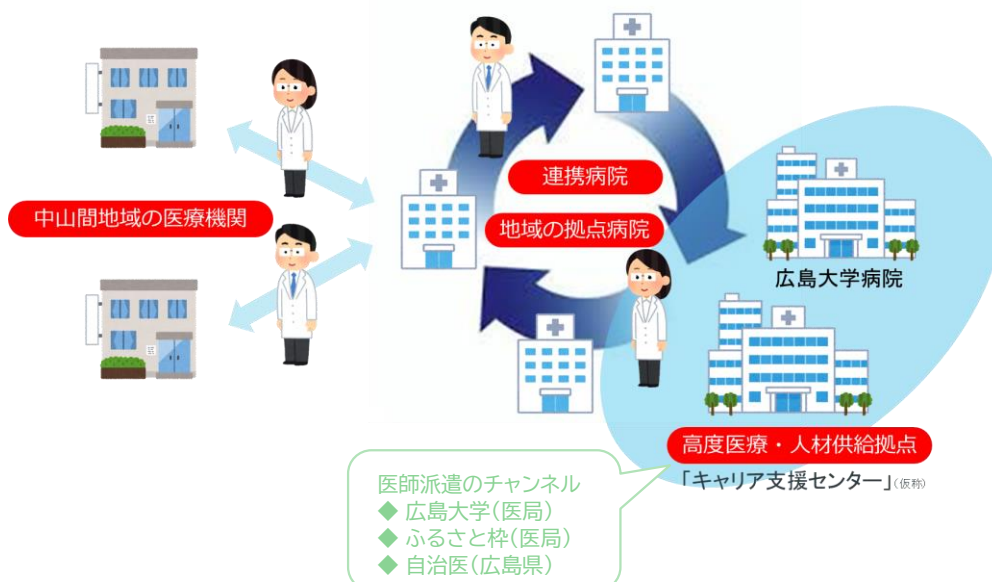 連携病院
地域の拠点病院
中山間地域の医療機関
広島大学病院
高度医療・人材供給拠点
「キャリア支援センター」(仮称)
医師派遣のチャンネル
◆ 広島大学(医局)
◆ ふるさと枠(医局)
◆ 自治医(広島県)